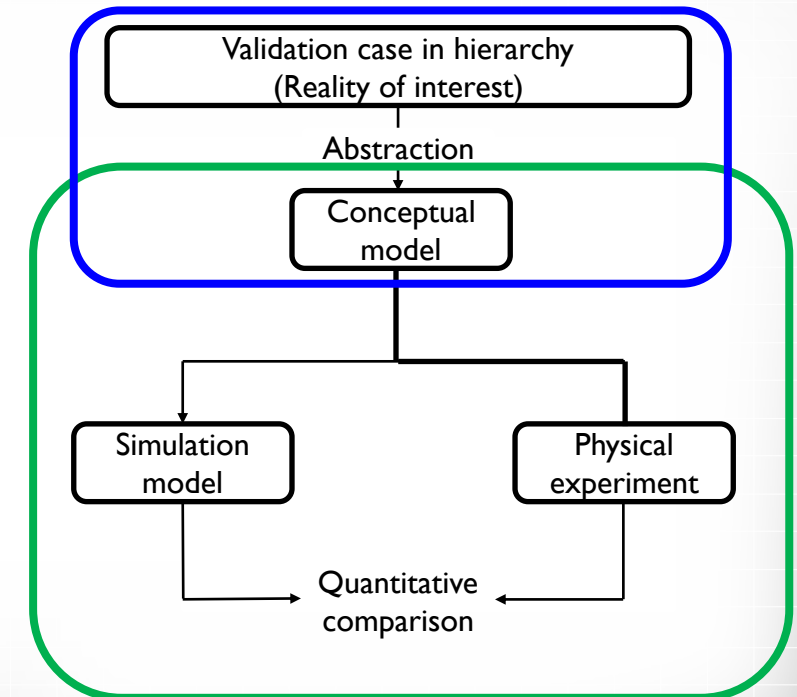 Validation case in hierarchy
(Reality of interest)
Abstraction
Conceptual
model
Simulation
model
Physical
experiment
Quantitative
comparison